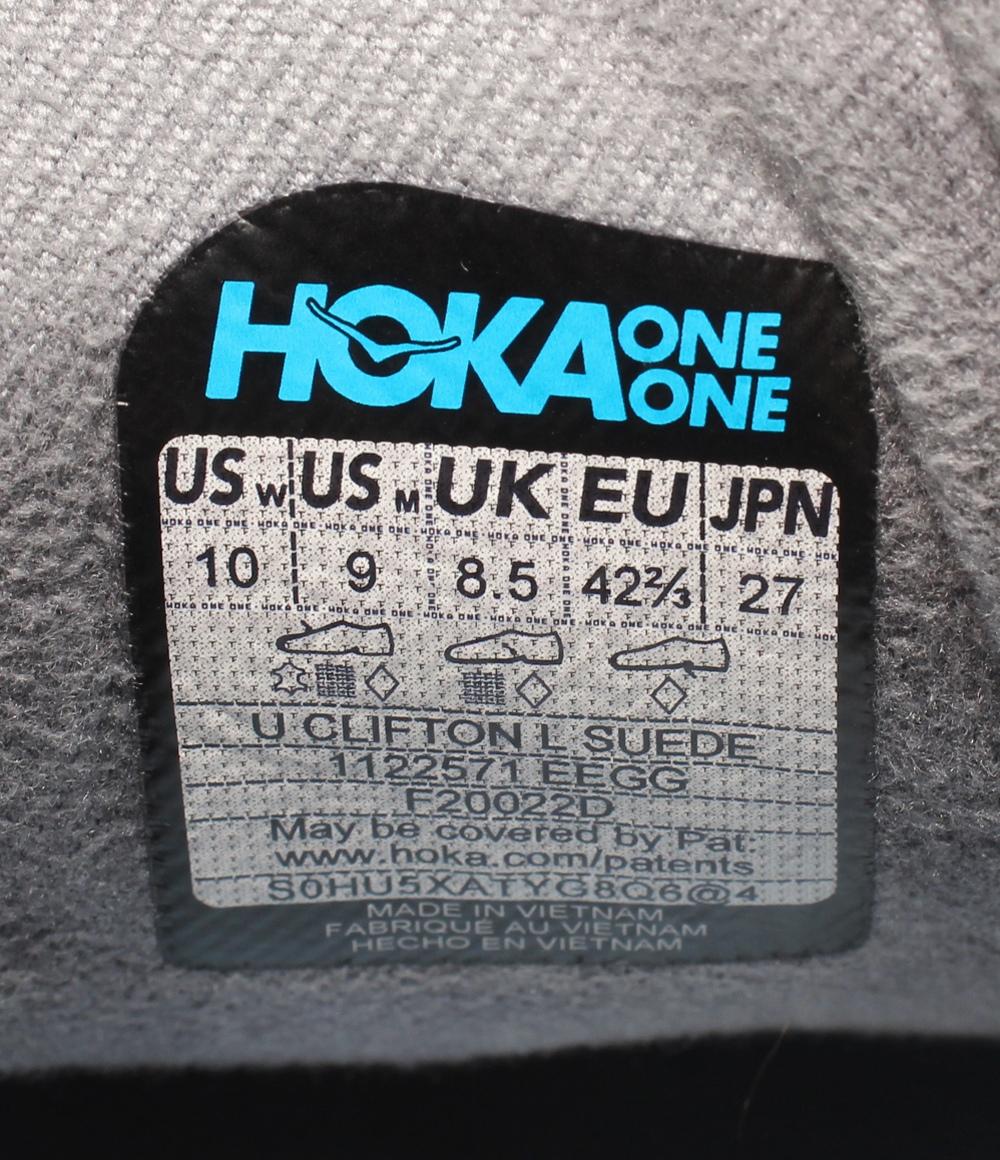 HOKA ONE ONE
US W US M UK EU JPN
10 9 8.5 42⅔ 27
U CLIFTON L SUEDE
1122571 EEGG
F20022D
May be covered by Pat:
www.hoka.com/patents
S0HU5XATYG8Q6@4
MADE IN VIETNAM
FABRIQUÉ AU VIETNAM
HECHO EN VIETNAM